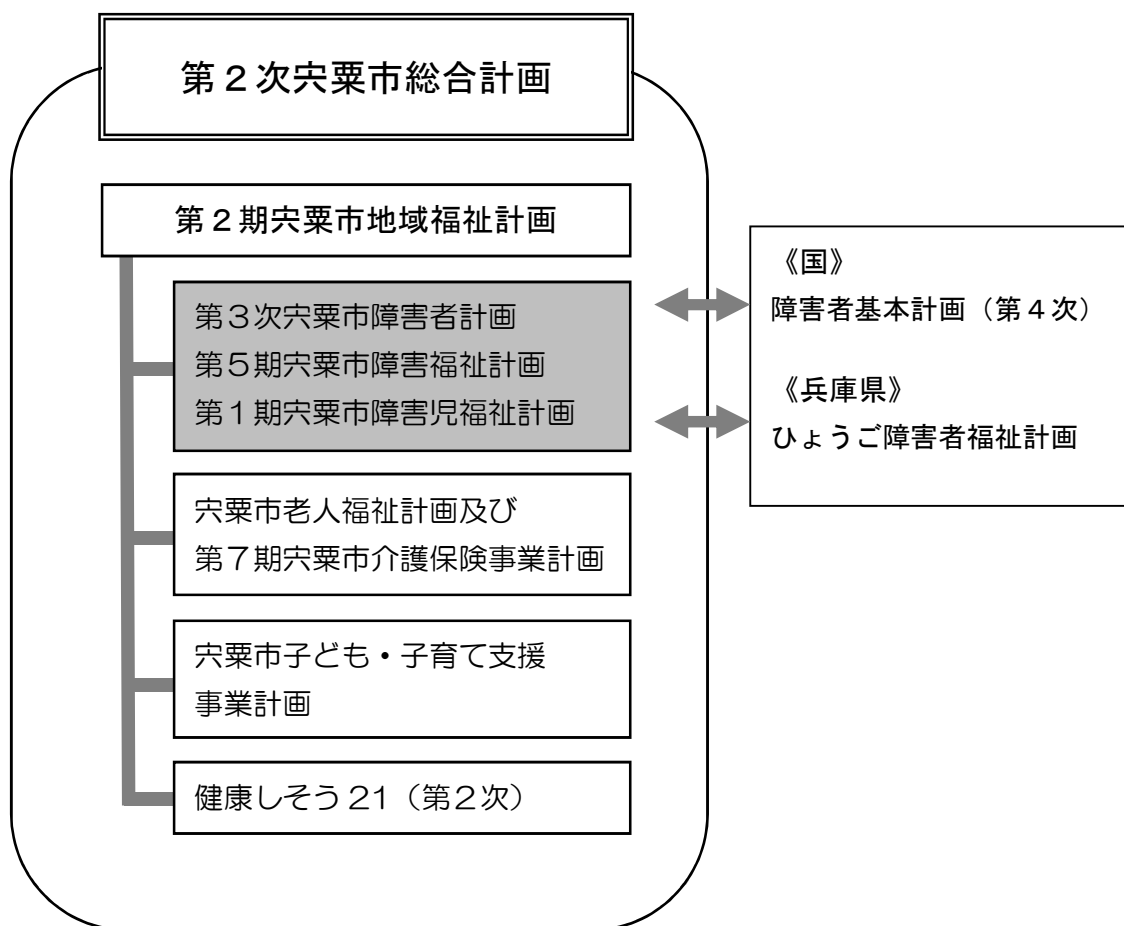 第２次宍粟市総合計画
第２期宍粟市地域福祉計画
第３次宍粟市障害者計画
第５期宍粟市障害福祉計画
第１期宍粟市障害児福祉計画
宍粟市老人福祉計画及び
第７期宍粟市介護保険事業計画
宍粟市子ども・子育て支援
事業計画
健康しそう 21（第２次）
《国》
障害者基本計画（第４次）
《兵庫県》
ひょうご障害者福祉計画